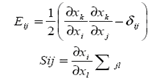 E_{ij} = \frac{1}{2}\left(\frac{\partial x_k}{\partial x_i}\frac{\partial x_k}{\partial x_j} - \delta_{ij}\right)
Sij = \frac{\partial x_i}{\partial x_l} \sum_{jl}